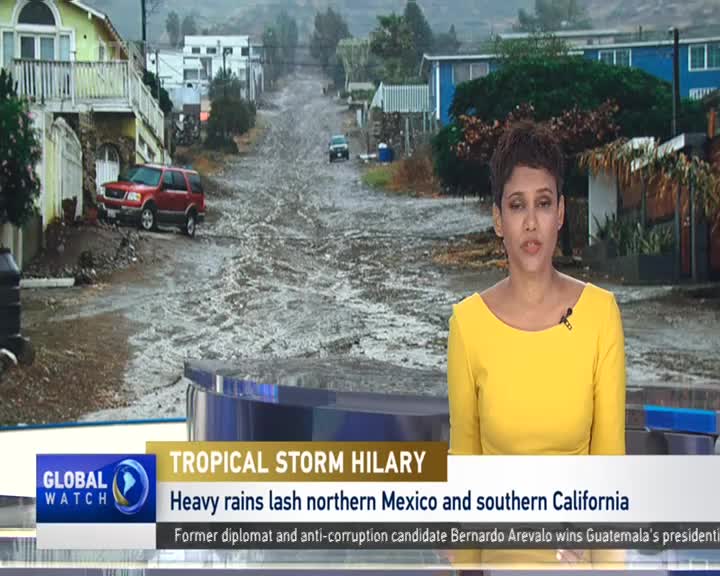 TROPICAL STORM HILARY
GLOBAL
WATCH
Heavy rains lash northern Mexico and southern California
Former diplomat and anti-corruption candidate Bernardo Arevalo wins Guatemala's presidenti